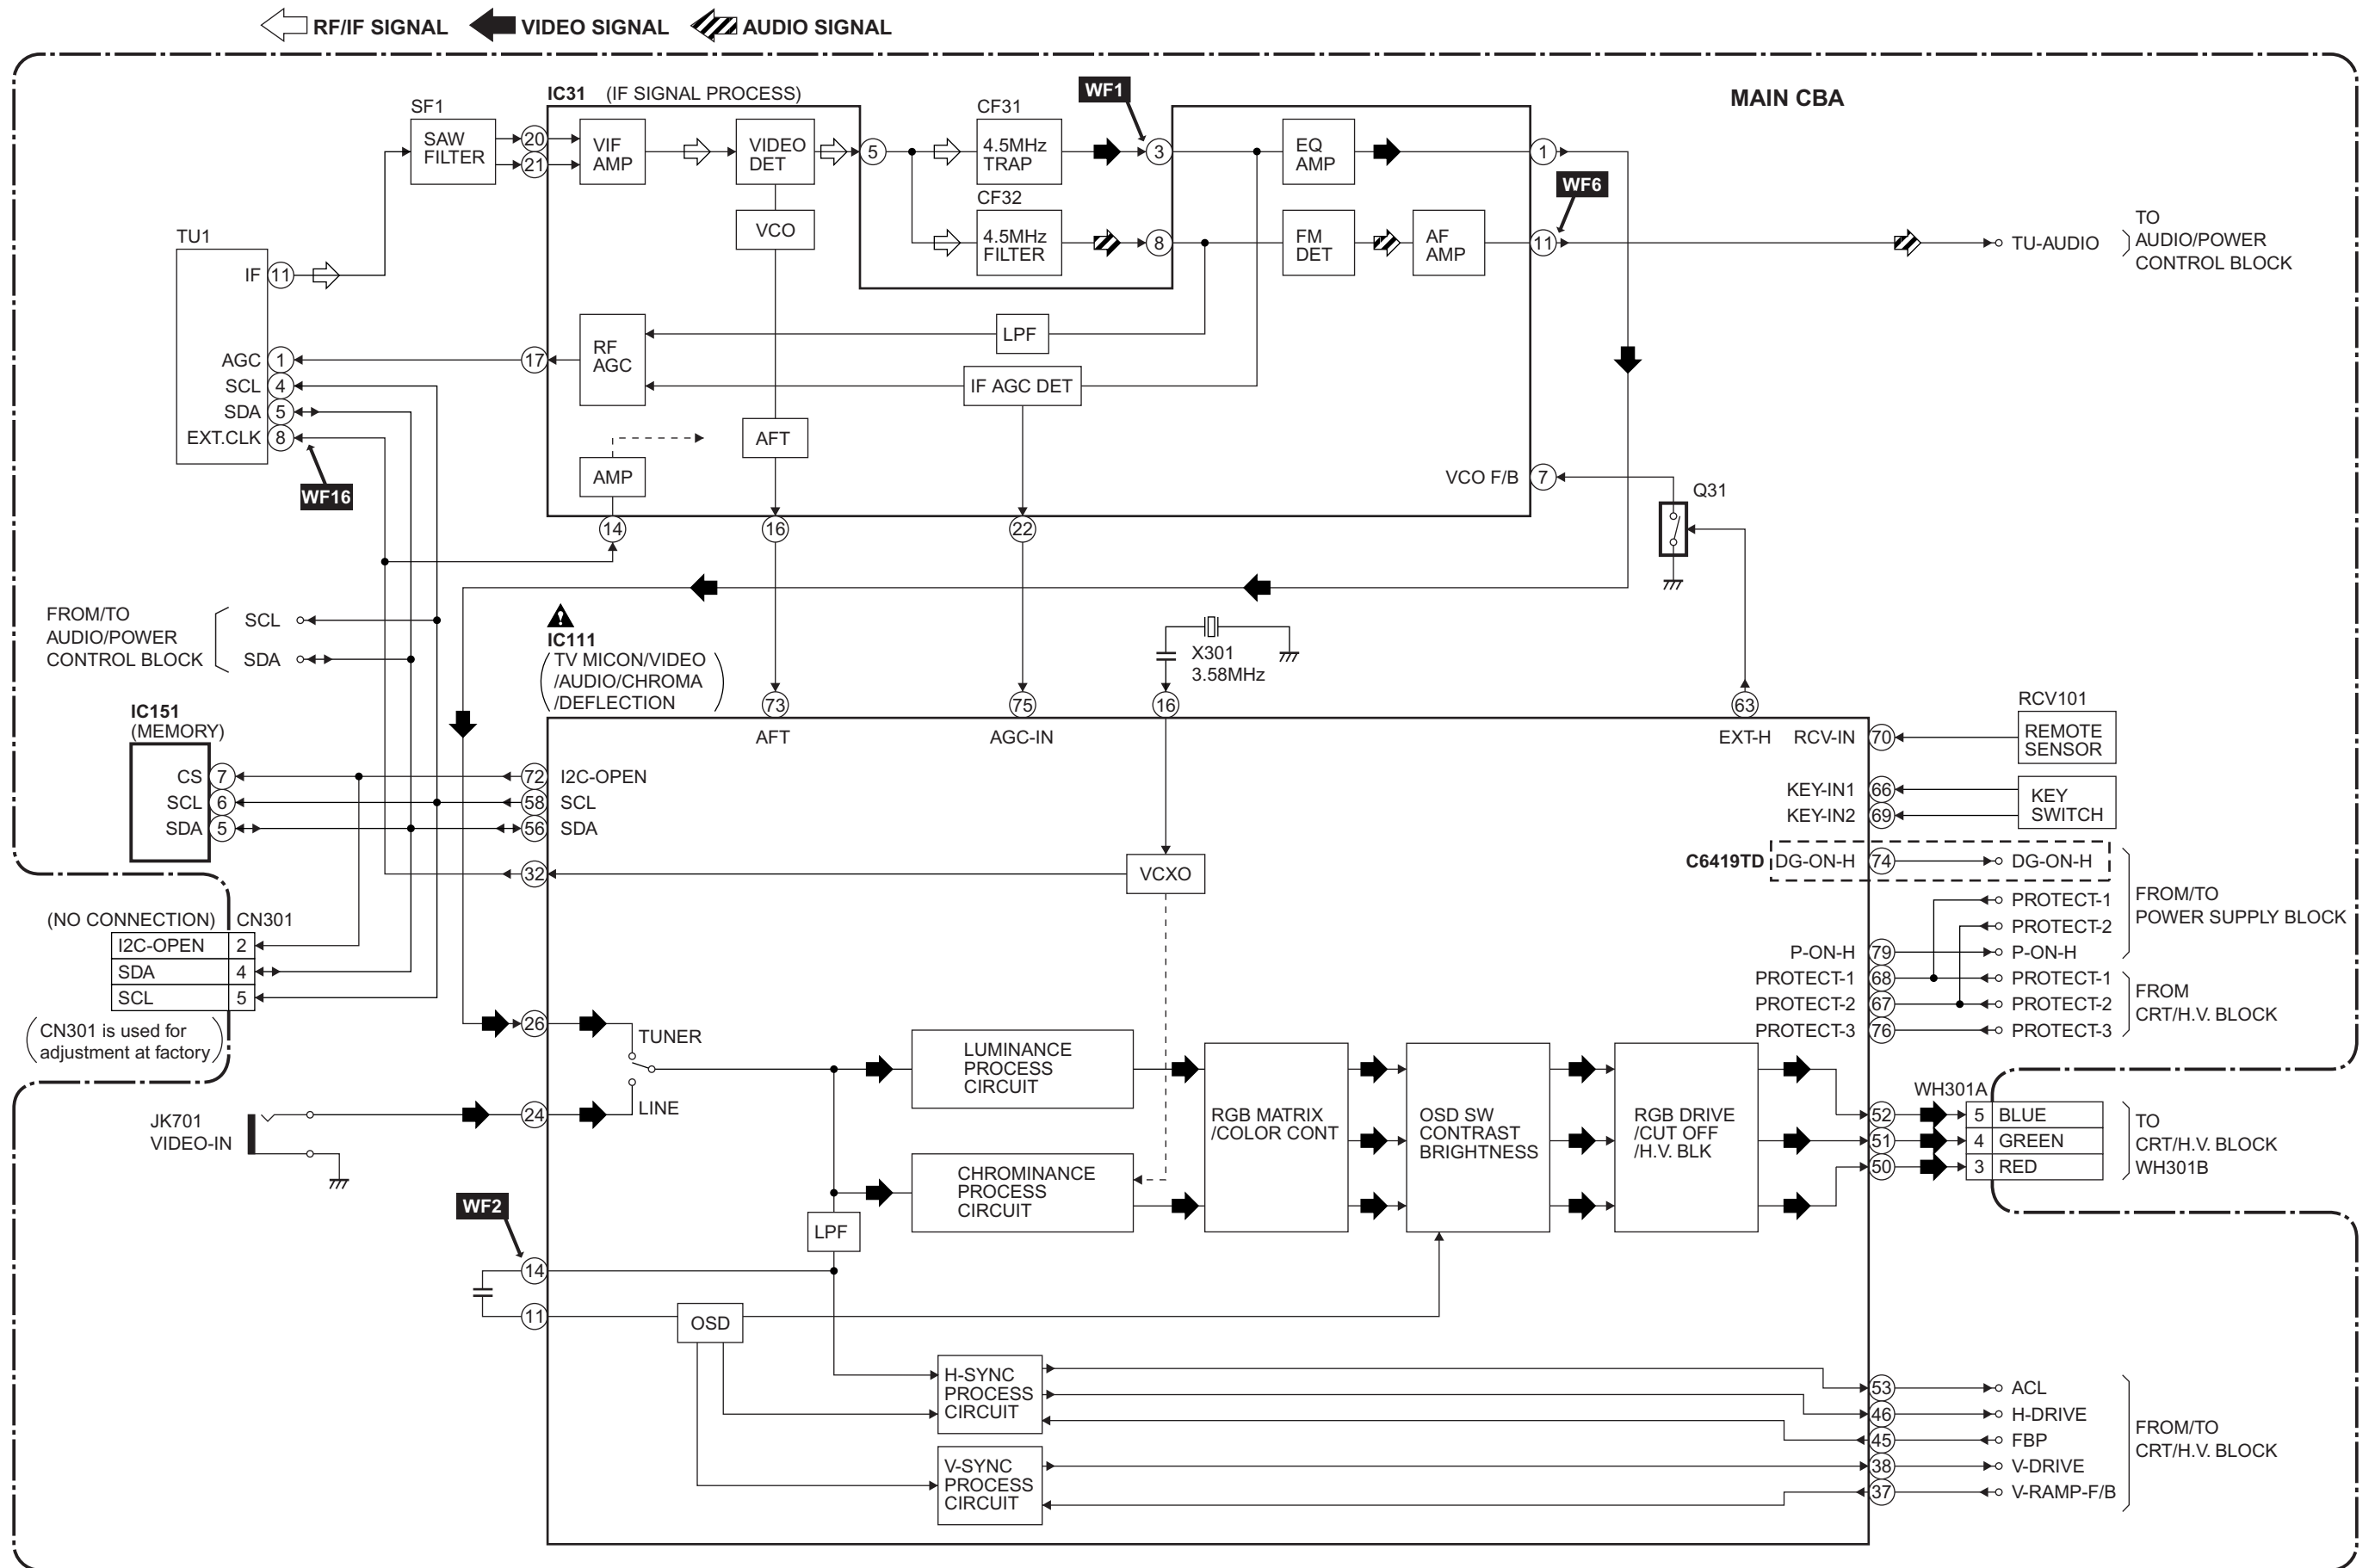 RF/IF SIGNAL
VIDEO SIGNAL
AUDIO SIGNAL
MAIN CBA
TU1
IF 11
AGC 1
SCL 4
SDA 5
EXT.CLK 8
WF16
SF1
SAW
FILTER
IC31 (IF SIGNAL PROCESS)
20
21
VIF
AMP
VIDEO
DET
VCO
5
CF31
4.5MHz
TRAP
CF32
4.5MHz
FILTER
WF1
3
8
EQ
AMP
FM
DET
AF
AMP
1
WF6
11
TU-AUDIO
TO
AUDIO/POWER
CONTROL BLOCK
LPF
RF
AGC
17
IF AGC DET
AFT
AMP
14
16
22
VCO F/B 7
Q31
FROM/TO
AUDIO/POWER
CONTROL BLOCK
SCL
SDA
IC151
(MEMORY)
CS 7
SCL 6
SDA 5
(NO CONNECTION) CN301
I2C-OPEN 2
SDA 4
SCL 5
CN301 is used for
adjustment at factory
JK701
VIDEO-IN
IC111
TV MICON/VIDEO
/AUDIO/CHROMA
/DEFLECTION
X301
3.58MHz
73
75
16
63
AFT
AGC-IN
EXT-H
72 I2C-OPEN
58 SCL
56 SDA
32
VCXO
RCV-IN 70
RCV101
REMOTE
SENSOR
KEY-IN1 66
KEY-IN2 69
KEY
SWITCH
C6419TD DG-ON-H 74 DG-ON-H
PROTECT-1
PROTECT-2
P-ON-H 79 P-ON-H
FROM/TO
POWER SUPPLY BLOCK
PROTECT-1 68 PROTECT-1
PROTECT-2 67 PROTECT-2
PROTECT-3 76 PROTECT-3
FROM
CRT/H.V. BLOCK
26
TUNER
24
LINE
LUMINANCE
PROCESS
CIRCUIT
CHROMINANCE
PROCESS
CIRCUIT
RGB MATRIX
/COLOR CONT
OSD SW
CONTRAST
BRIGHTNESS
RGB DRIVE
/CUT OFF
/H.V. BLK
WH301A
52 5 BLUE
51 4 GREEN
50 3 RED
TO
CRT/H.V. BLOCK
WH301B
WF2
14
11
LPF
OSD
H-SYNC
PROCESS
CIRCUIT
V-SYNC
PROCESS
CIRCUIT
53 ACL
46 H-DRIVE
45 FBP
38 V-DRIVE
37 V-RAMP-F/B
FROM/TO
CRT/H.V. BLOCK